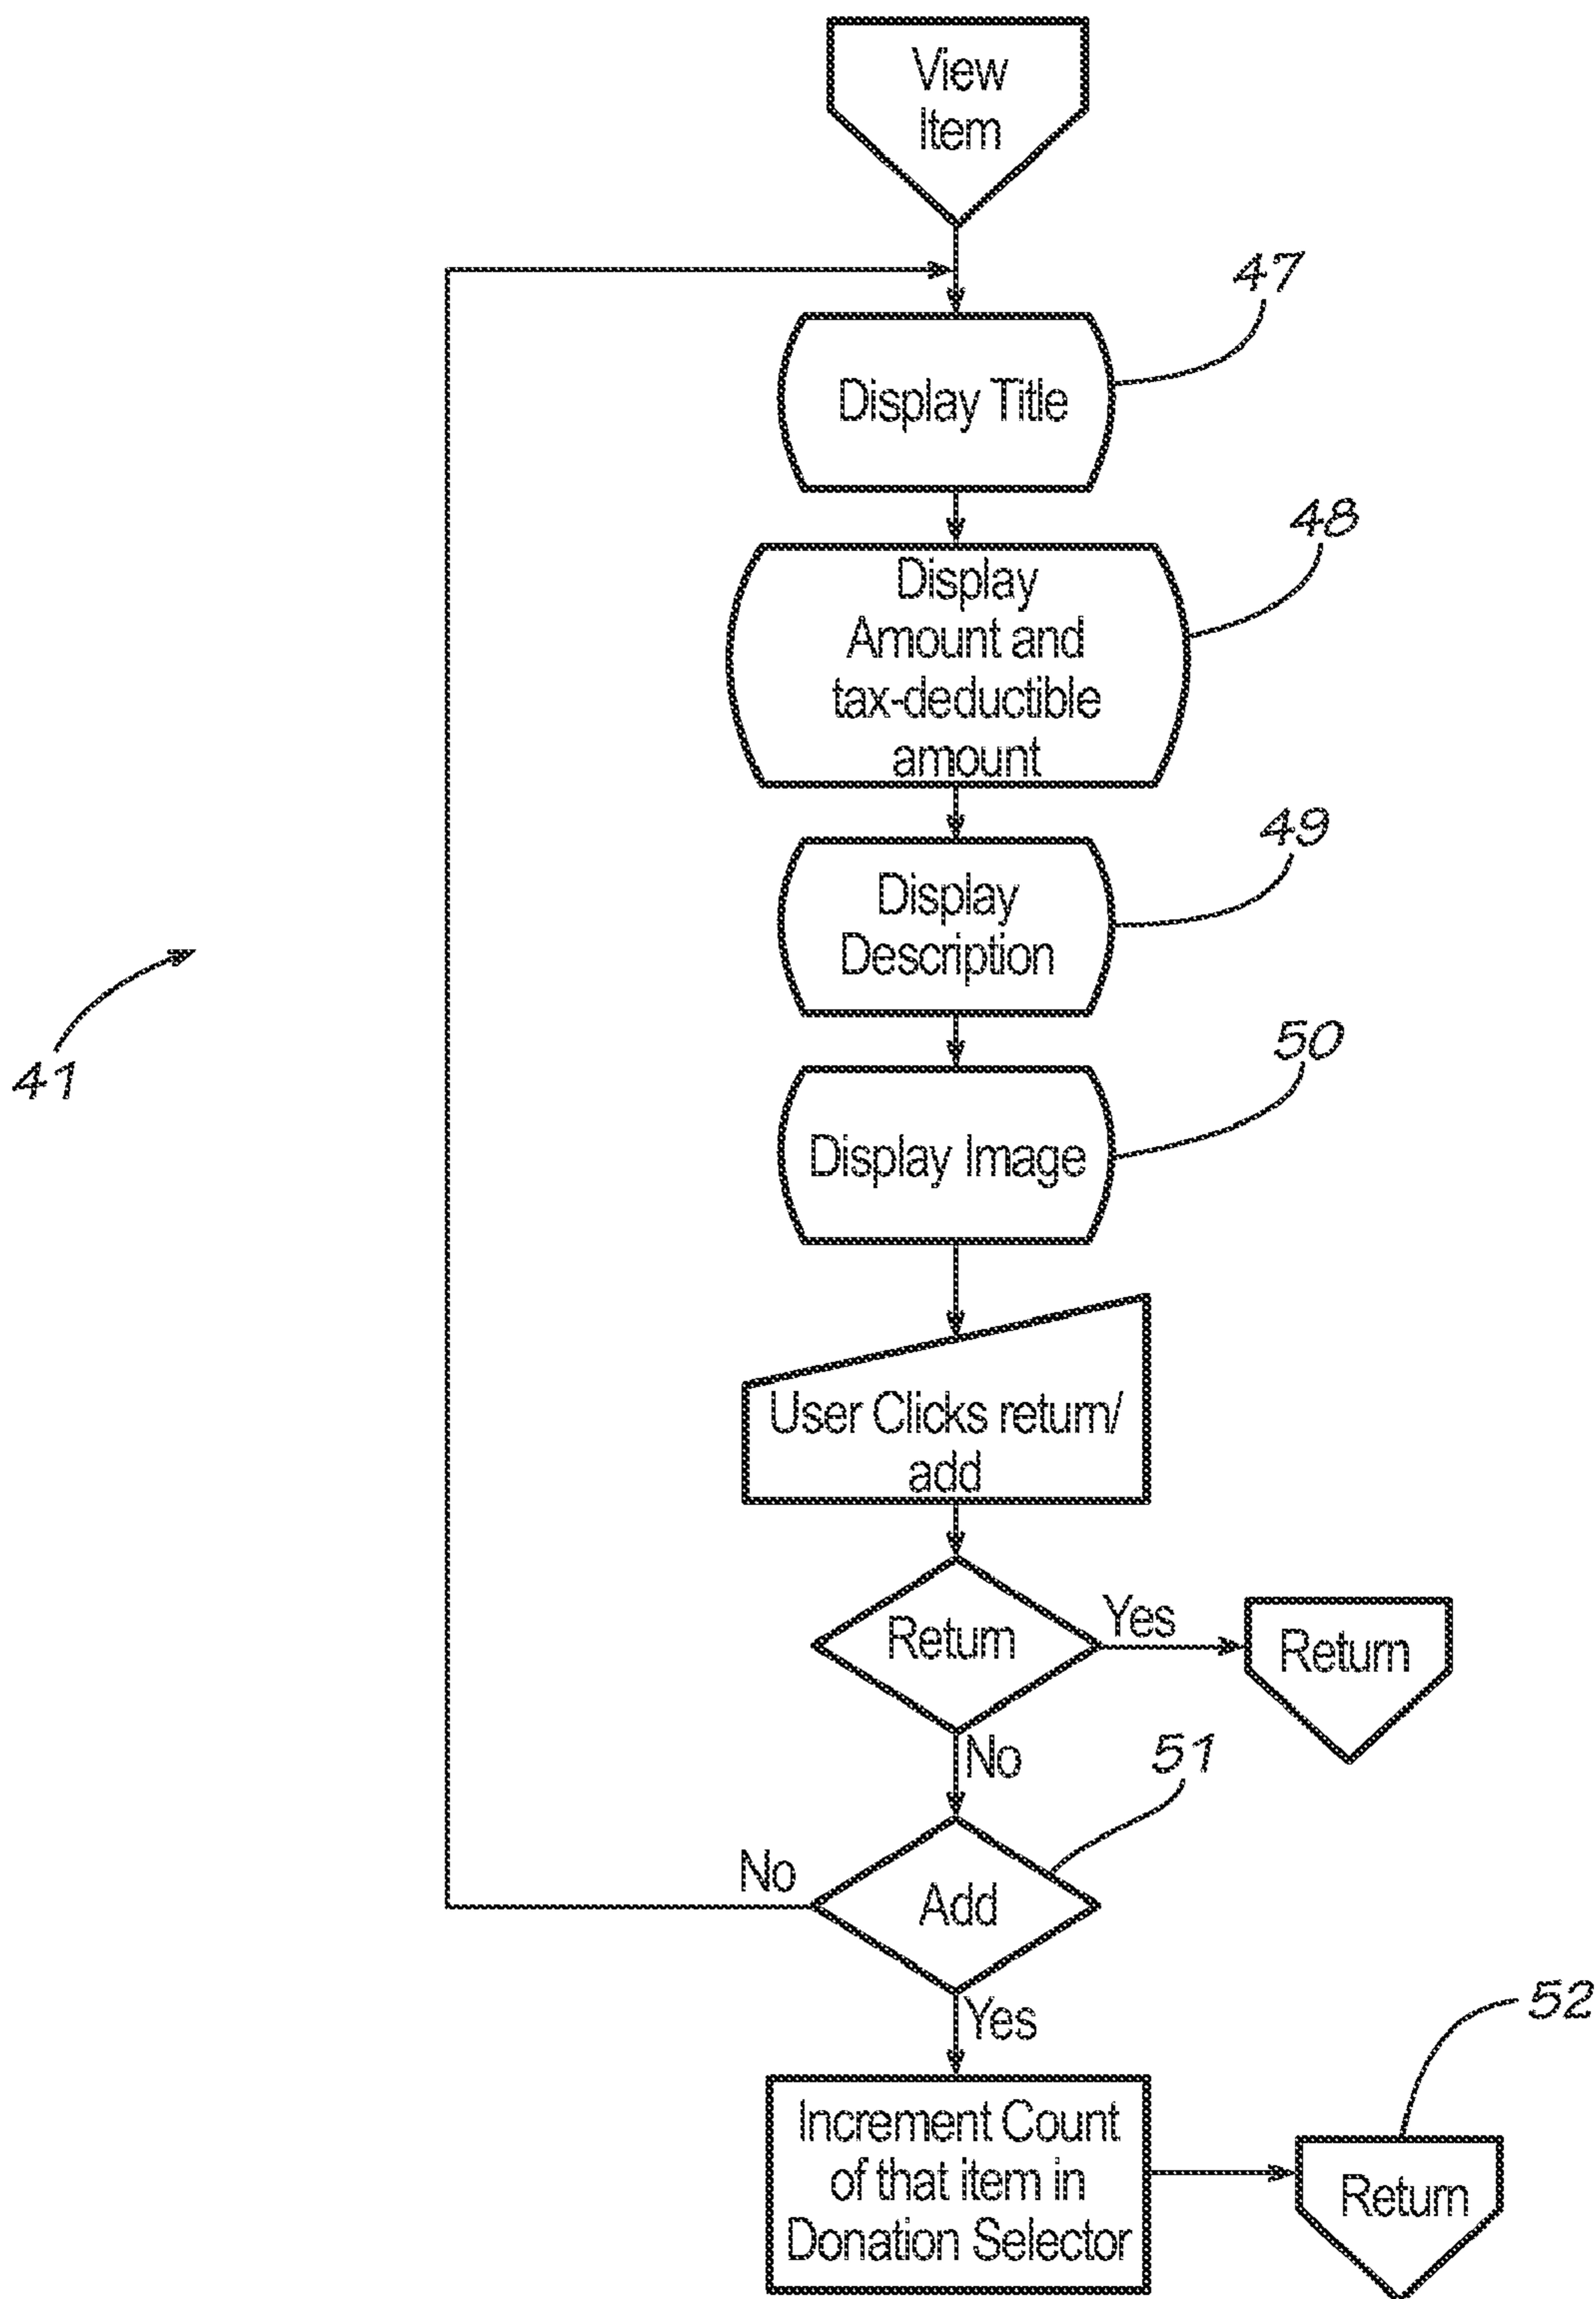 View
Item
47
Display Title
48
Display
Amount and
tax-deductible
amount
49
Display
Description
41
50
Display Image
User Clicks return/
add
Return
Yes
Return
No
51
No
Add
Yes
52
Increment Count
of that item in
Donation Selector
Return